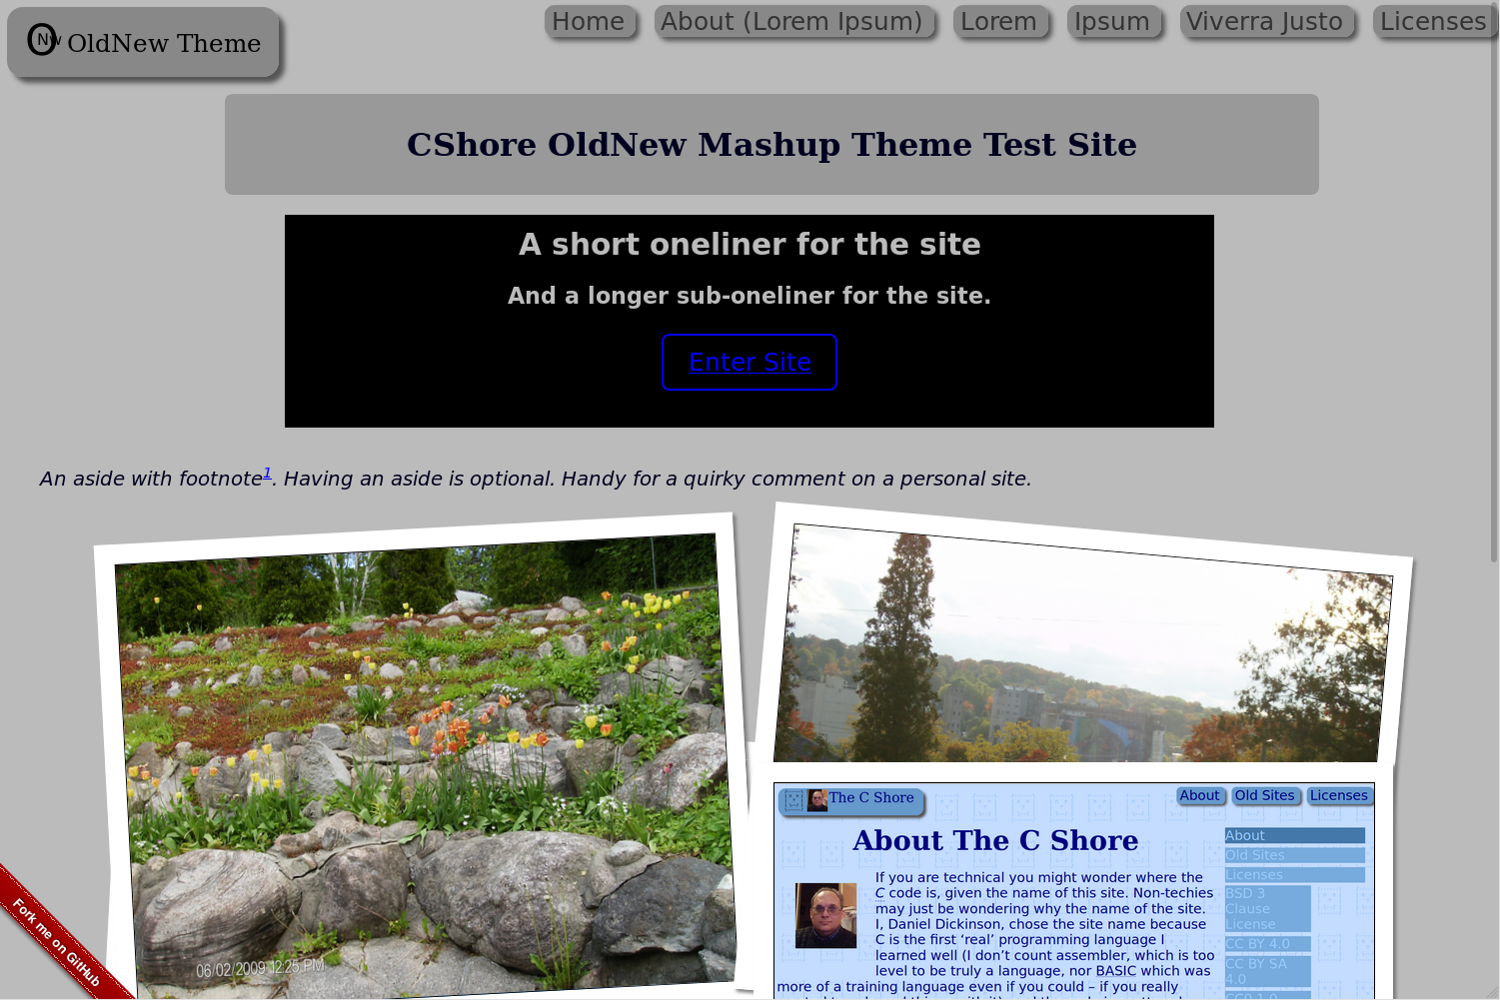 O Nw OldNew Theme
Home About (Lorem Ipsum) Lorem Ipsum Viverra Justo Licenses
CShore OldNew Mashup Theme Test Site
A short oneliner for the site
And a longer sub-oneliner for the site.
Enter Site
An aside with footnote1. Having an aside is optional. Handy for a quirky comment on a personal site.
06/02/2009 12:25 PM
The C Shore
About Old Sites Licenses
About The C Shore
If you are technical you might wonder where the
C code is, given the name of this site. Non-techies
may just be wondering why the name of the site.
I, Daniel Dickinson, chose the site name because
C is the first ‘real’ programming language I
learned well (I don’t count assembler, which is too
level to be truly a language, nor BASIC which was
more of a training language even if you could – if you really
About
Old Sites
Licenses
BSD 3
Clause
License
CC BY 4.0
CC BY SA
4.0
Fork me on GitHub